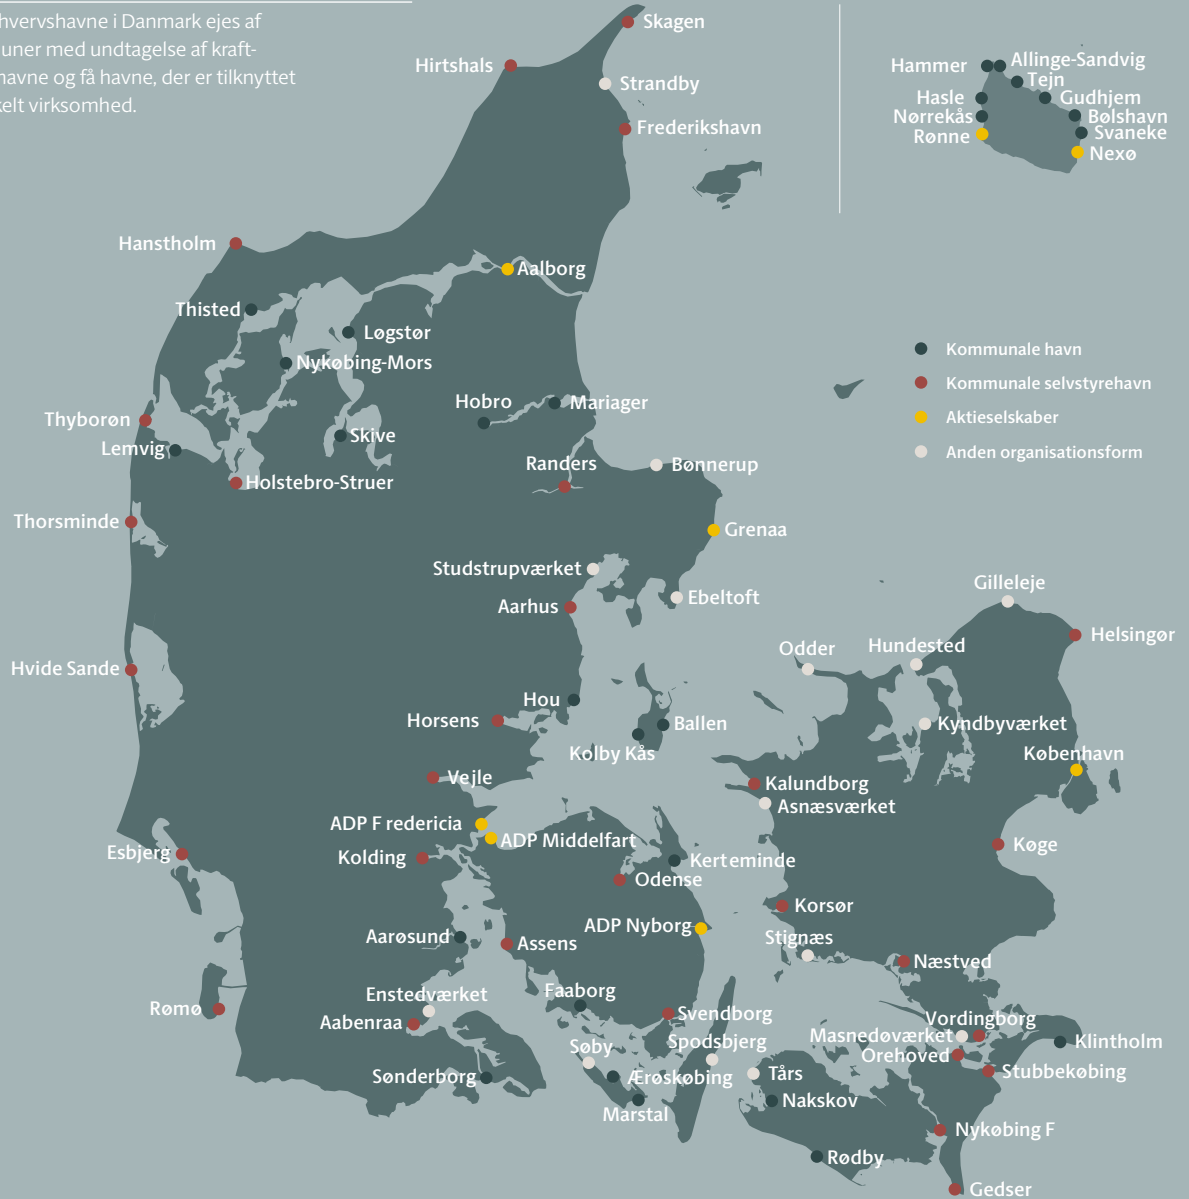 hvervshavne i Danmark ejes af
uner med undtagelse af kraft-
havne og få havne, der er tilknyttet
kelt virksomhed.
Skagen
Hirtshals
Strandby
Frederikshavn
Hammer
Allinge-Sandvig
Tejn
Hasle
Gudhjem
Nørrekås
Bølshavn
Svaneke
Rønne
Nexø
Hanstholm
Aalborg
Thisted
Løgstør
Nykøbing-Mors
Kommunale havn
Kommunale selvstyrehavn
Aktieselskaber
Anden organisationsform
Hobro
Mariager
Thyborøn
Skive
Lemvig
Randers
Bønnerup
Holstebro-Struer
Thorsminde
Grenaa
Studstrupværket
Ebeltoft
Aarhus
Gilleleje
Helsingør
Odder
Hundested
Hvide Sande
Hou
Horsens
Ballen
Kyndbyværket
Kolby Kås
København
Vejle
Kalundborg
Asnæsværket
ADP F redericia
ADP Middelfart
Køge
Esbjerg
Kolding
Kerteminde
Odense
Korsør
ADP Nyborg
Aarøsund
Assens
Stignæs
Næstved
Enstedværket
Faaborg
Rømø
Aabenraa
Svendborg
Vordingborg
Masnedøværket
Klintholm
Orehoved
Spodsbjerg
Søby
Sønderborg
Ærøskøbing
Tårs
Stubbekøbing
Marstal
Nakskov
Nykøbing F
Rødby
Gedser